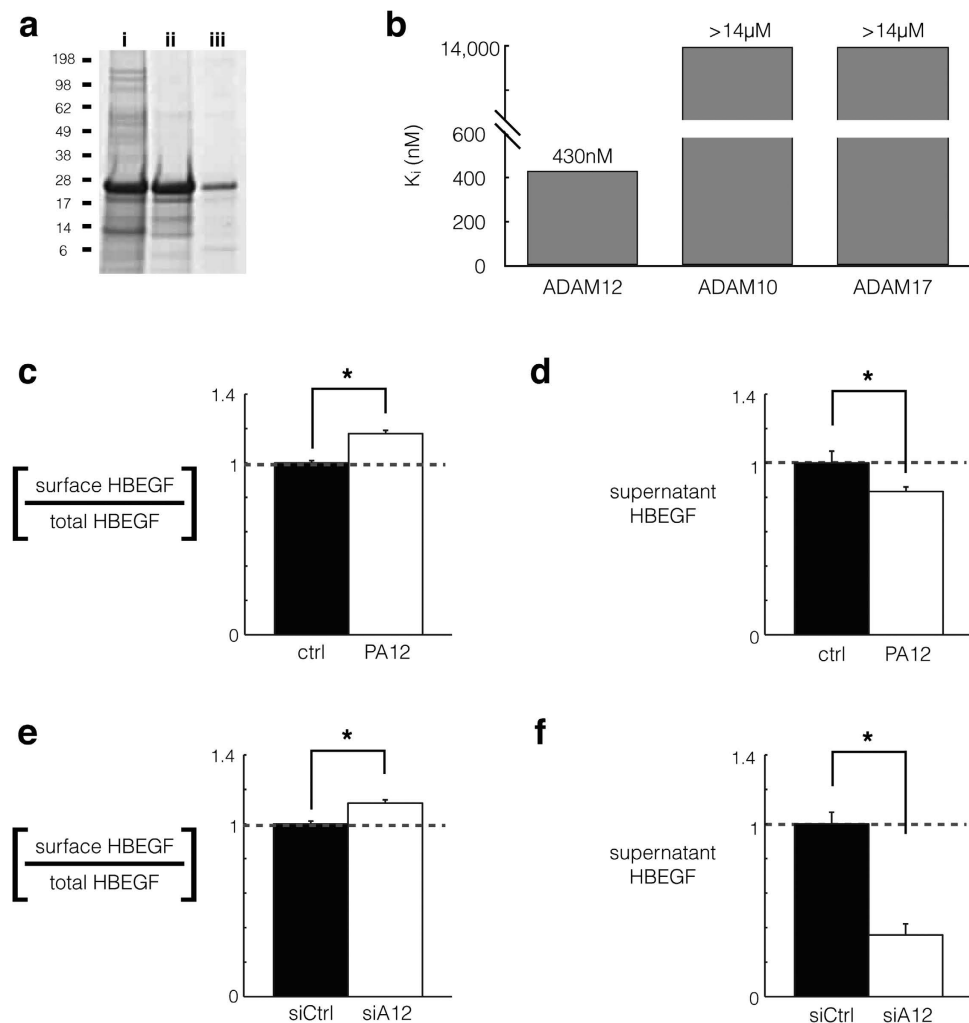 a
i ii iii
198
98
62
49
38
28
17
14
6
b
>14μM >14μM
14,000
600
430nM
400
200
0
Ki (nM)
ADAM12 ADAM10 ADAM17
c
*
1.4
1
0
surface HBEGF
total HBEGF
ctrl PA12
d
*
1.4
1
0
supernatant
HBEGF
ctrl PA12
e
*
1.4
1
0
surface HBEGF
total HBEGF
siCtrl siA12
f
*
1.4
1
0
supernatant
HBEGF
siCtrl siA12